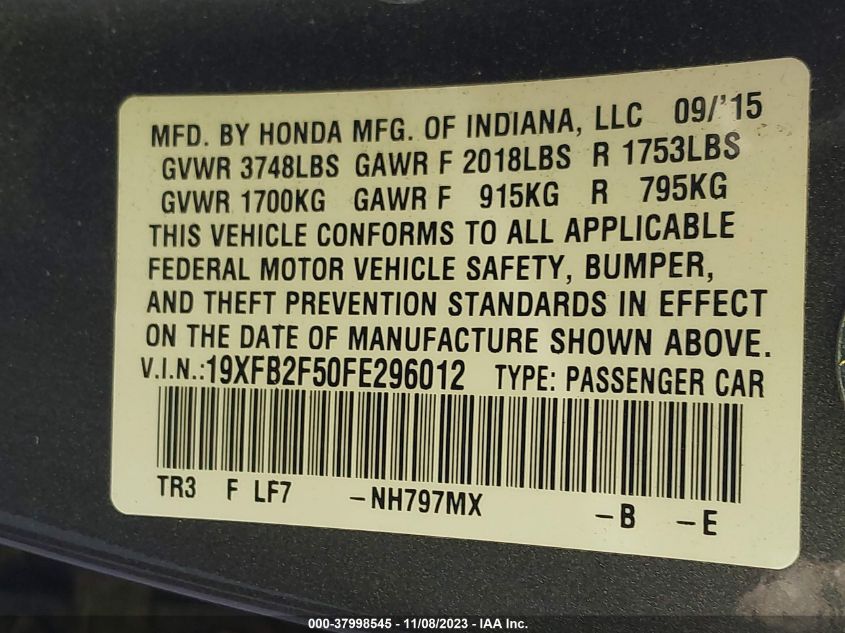 MFD. BY HONDA MFG. OF INDIANA, LLC 09/'15
GVWR 3748LBS GAWR F 2018LBS R 1753LBS
GVWR 1700KG GAWR F 915KG R 795KG
THIS VEHICLE CONFORMS TO ALL APPLICABLE
FEDERAL MOTOR VEHICLE SAFETY, BUMPER,
AND THEFT PREVENTION STANDARDS IN EFFECT
ON THE DATE OF MANUFACTURE SHOWN ABOVE.
V.I.N.:19XFB2F50FE296012 TYPE: PASSENGER CAR
TR3 F LF7 -NH797MX -B -E
000-37998545 - 11/08/2023 - IAA Inc.